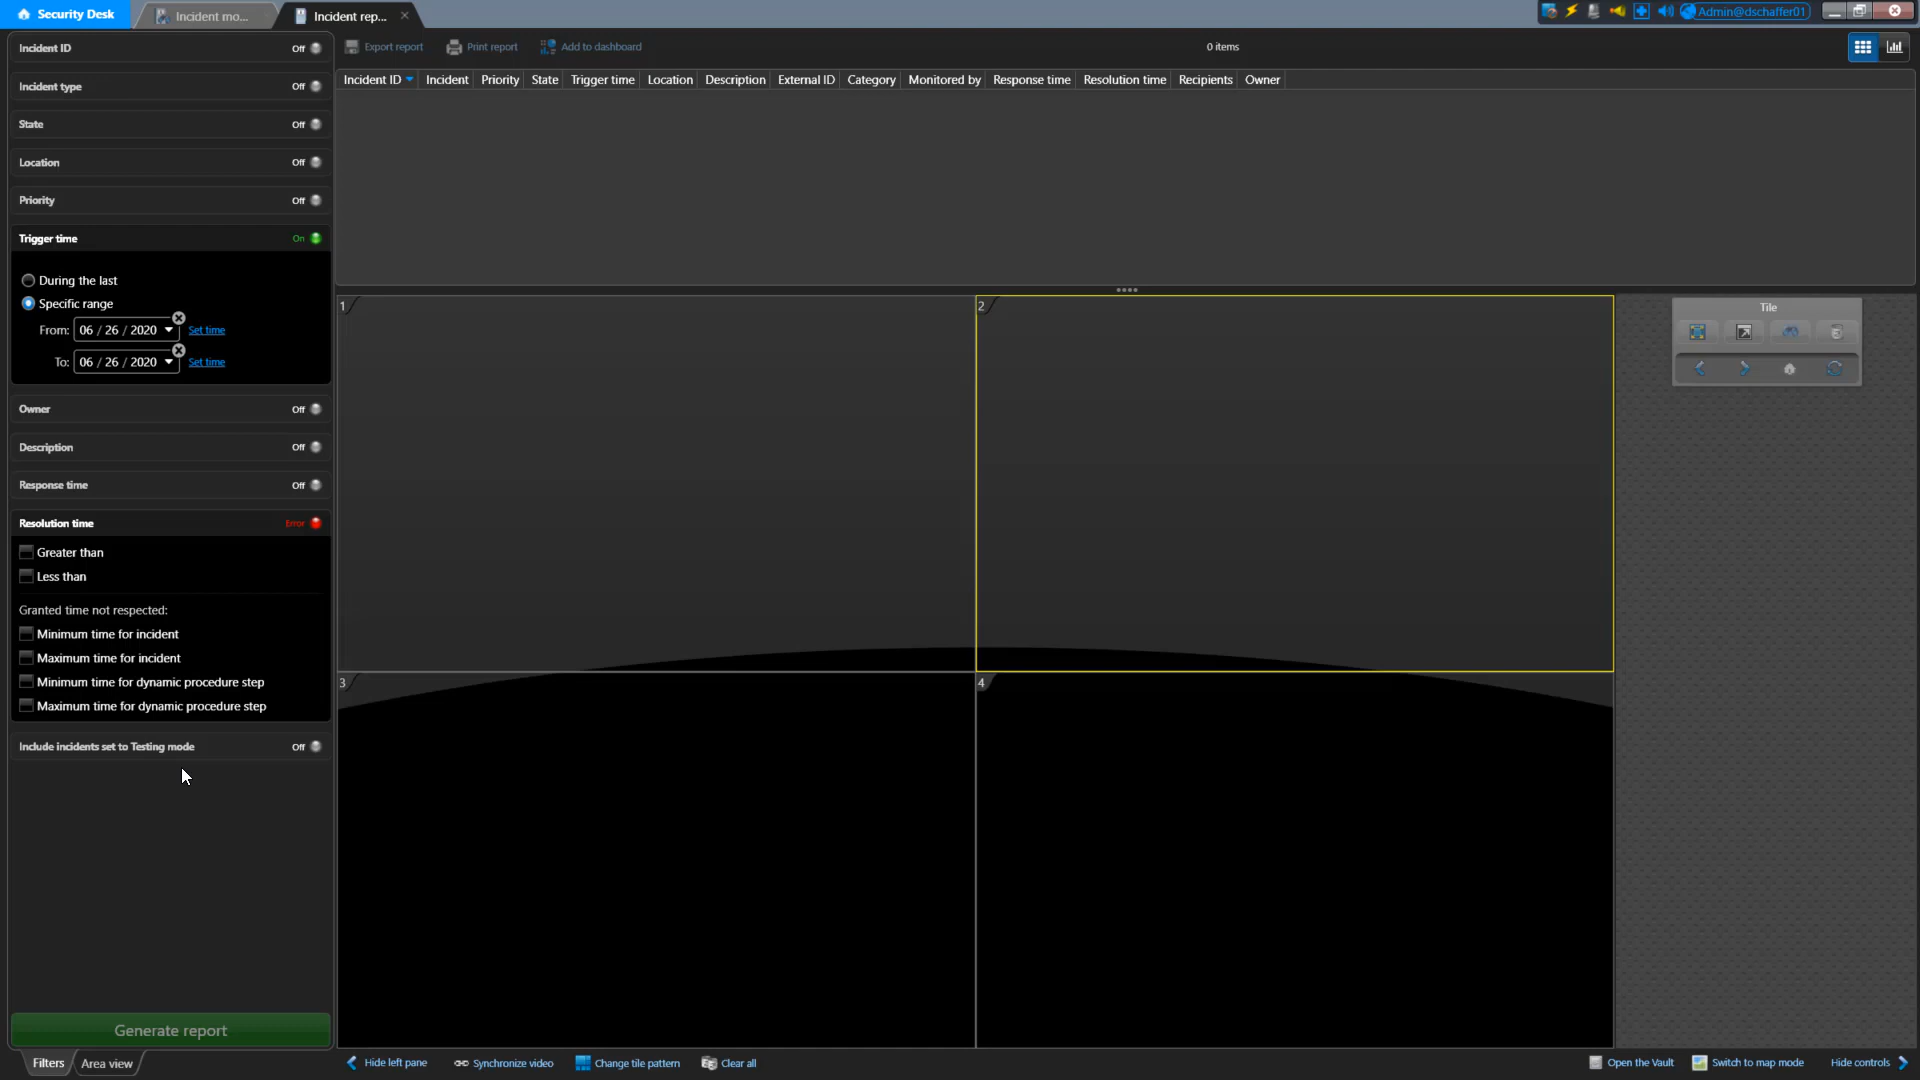 Security Desk
Incident mo...
Incident rep...
Admin@dschaffer01
Incident ID Off
Incident type Off
State Off
Location Off
Priority Off
Trigger time On
During the last
Specific range
From: 06 / 26 / 2020 Set time
To: 06 / 26 / 2020 Set time
Owner Off
Description Off
Response time Off
Resolution time Error
Greater than
Less than
Granted time not respected:
Minimum time for incident
Maximum time for incident
Minimum time for dynamic procedure step
Maximum time for dynamic procedure step
Include incidents set to Testing mode Off
Generate report
Filters Area view
Export report Print report Add to dashboard 0 items
Incident ID Incident Priority State Trigger time Location Description External ID Category Monitored by Response time Resolution time Recipients Owner
1
2
3
4
Tile
Hide left pane Synchronize video Change tile pattern Clear all Open the Vault Switch to map mode Hide controls